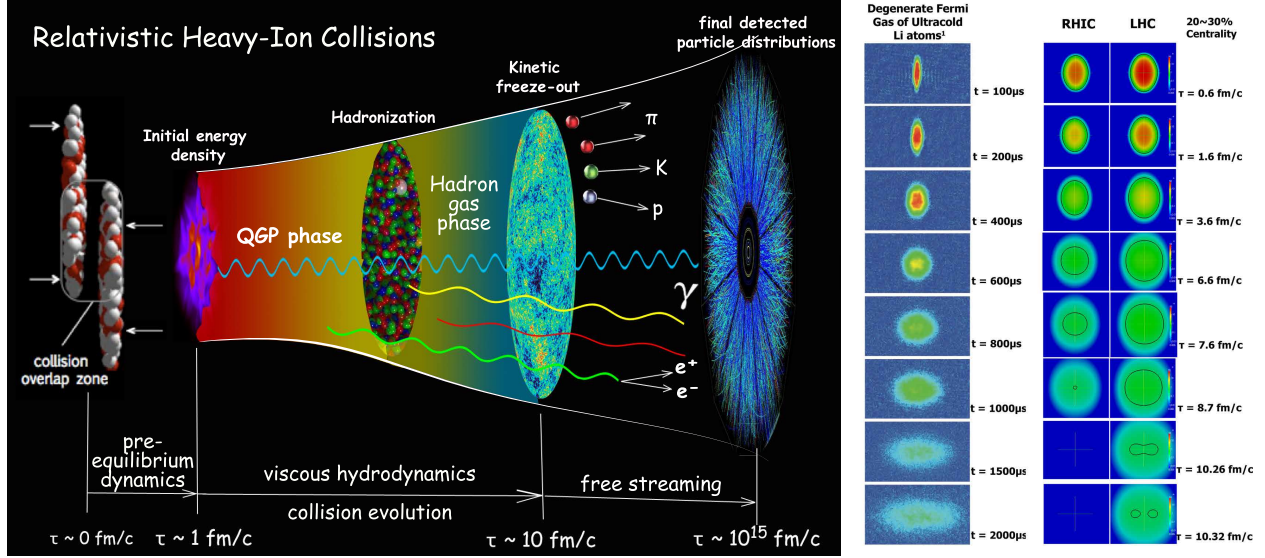 Relativistic Heavy-Ion Collisions
final detected
particle distributions
Kinetic
freeze-out
Hadronization
Initial energy
density
π
K
p
Hadron
gas
phase
QGP phase
γ
e+
e-
collision
overlap zone
pre-
equilibrium
dynamics
viscous hydrodynamics
collision evolution
free streaming
τ ~ 0 fm/c
τ ~ 1 fm/c
τ ~ 10 fm/c
τ ~ 10¹⁵ fm/c
Degenerate Fermi
Gas of Ultracold
Li atoms¹
t = 100μs
t = 200μs
t = 400μs
t = 600μs
t = 800μs
t = 1000μs
t = 1500μs
t = 2000μs
RHIC
LHC
20~30%
Centrality
τ = 0.6 fm/c
τ = 1.6 fm/c
τ = 3.6 fm/c
τ = 6.6 fm/c
τ = 7.6 fm/c
τ = 8.7 fm/c
τ = 10.26 fm/c
τ = 10.32 fm/c